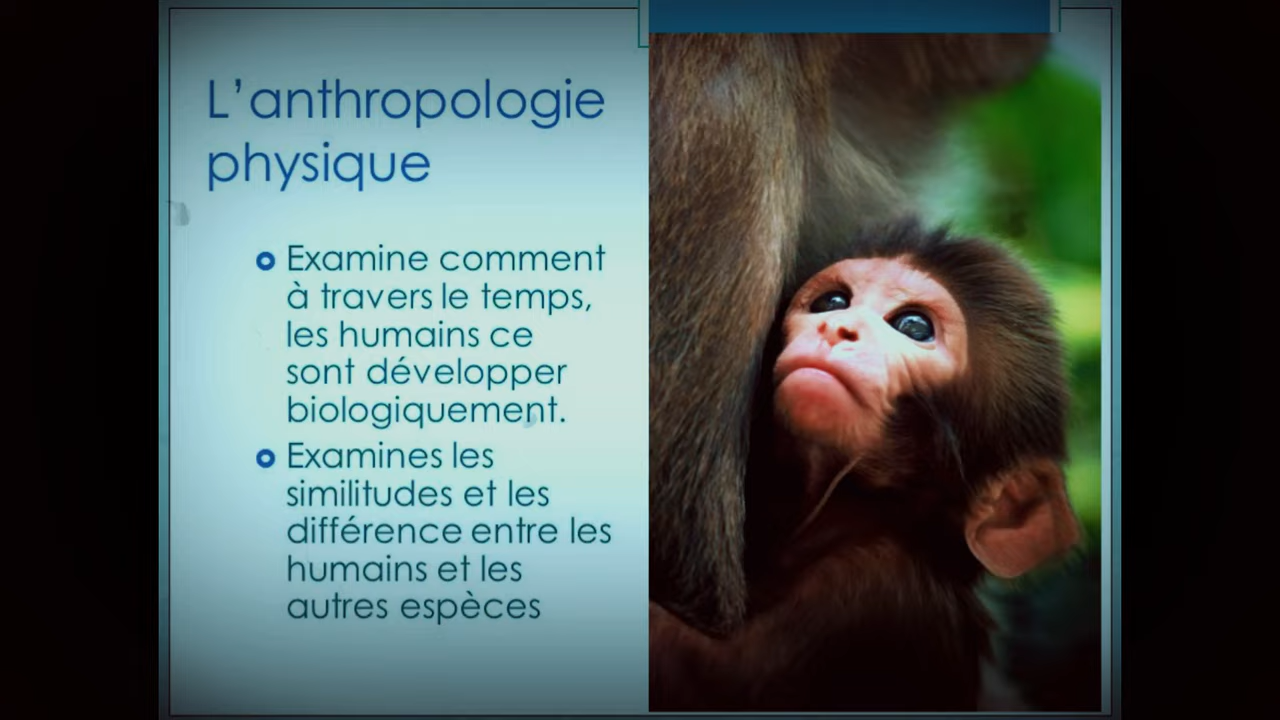 L'anthropologie
physique
Examine comment
à travers le temps,
les humains ce
sont développer
biologiquement.
Examines les
similitudes et les
différence entre les
humains et les
autres espèces